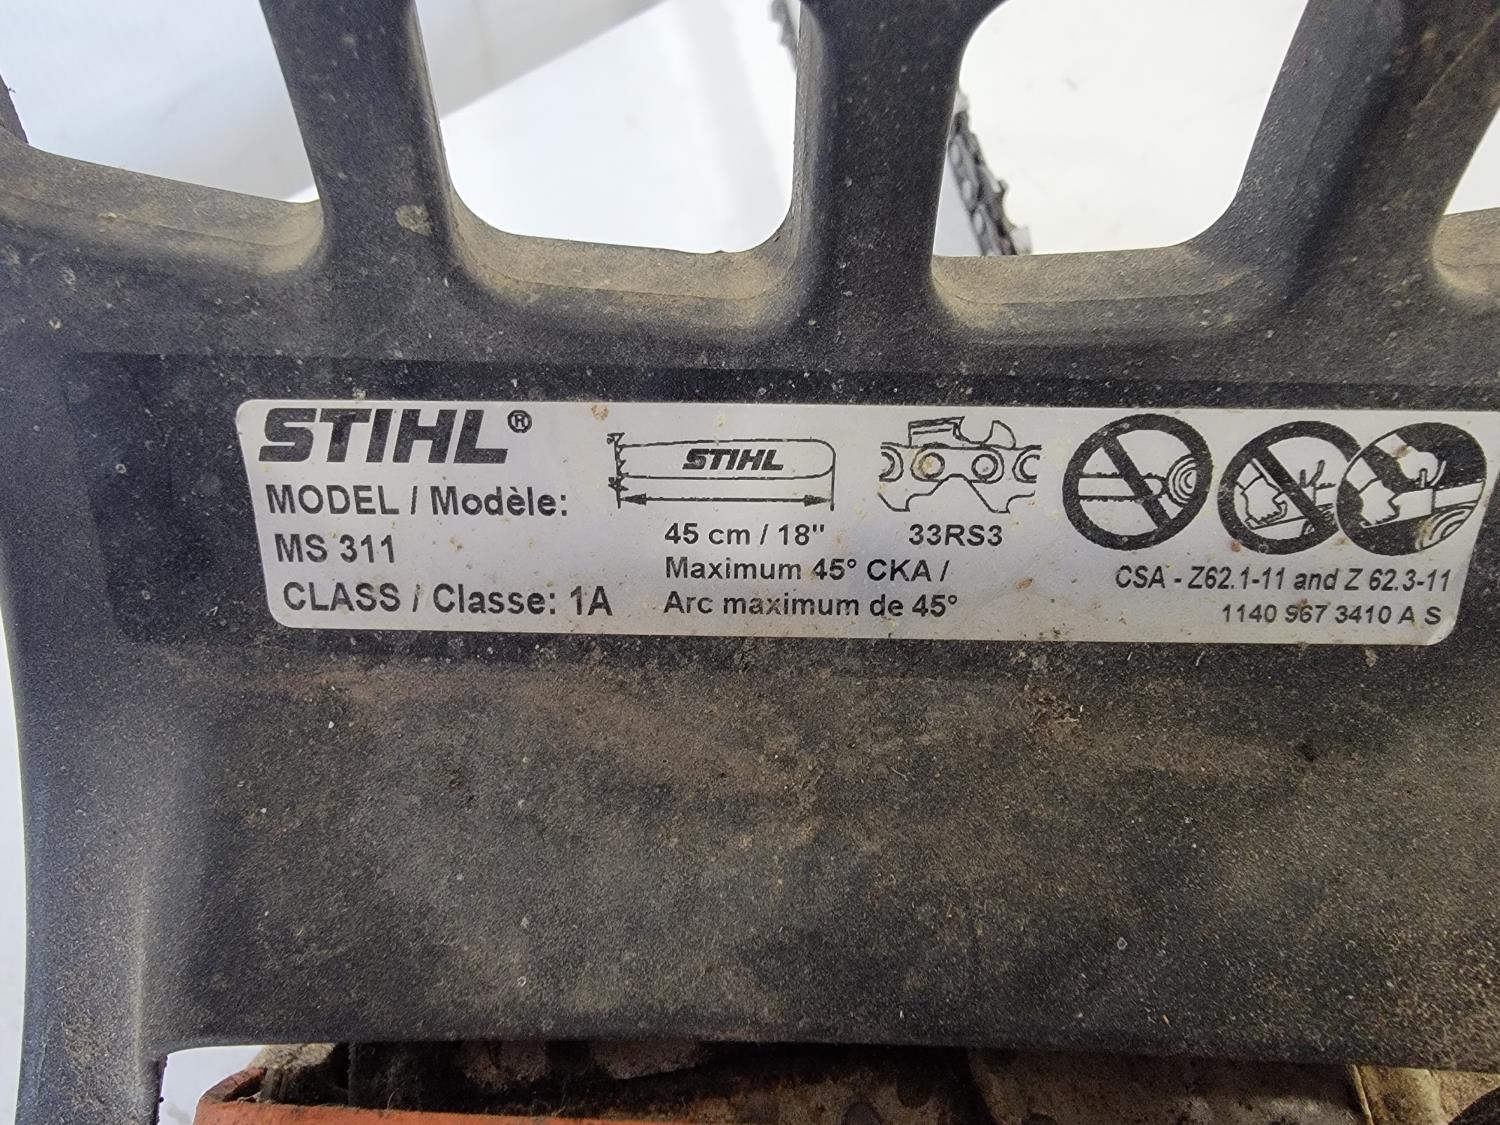 STIHL®
MODEL / Modèle:
MS 311
CLASS / Classe: 1A
STIHL
45 cm / 18"
Maximum 45° CKA /
Arc maximum de 45°
33RS3
CSA - Z62.1-11 and Z 62.3-11
1140 967 3410 A S